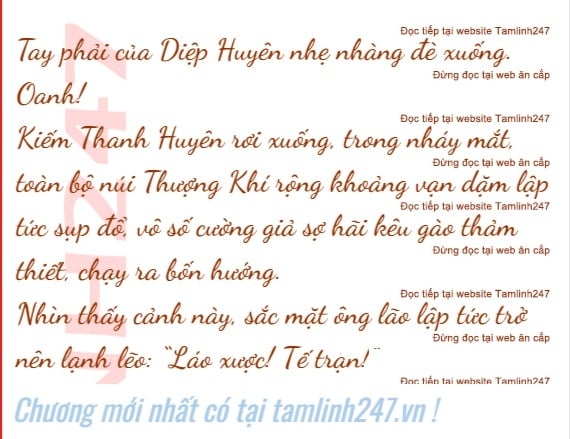 Đọc tiếp tại website Tamlinh247
Tay phải của Diệp Huyên nhẹ nhàng đè xuống.
Đừng đọc tại web ăn cắp
Oanh!
Đọc tiếp tại website Tamlinh247
Kiếm Thanh Huyên rơi xuống, trong nháy mắt,
Đừng đọc tại web ăn cắp
toàn bộ núi Thượng Khí rộng khoảng vạn dặm lập
Đọc tiếp tại website Tamlinh247
tức sụp đổ, vô số cường giả sợ hãi kêu gào thảm
Đừng đọc tại web ăn cắp
thiết, chạy ra bốn hướng.
Đọc tiếp tại website Tamlinh247
Nhìn thấy cảnh này, sắc mặt ông lão lập tức trở
Đừng đọc tại web ăn cắp
nên lạnh lẽo: “Láo xược! Tế trận!”
Đọc tiếp tại website Tamlinh247
NH247
Chương mới nhất có tại tamlinh247.vn !